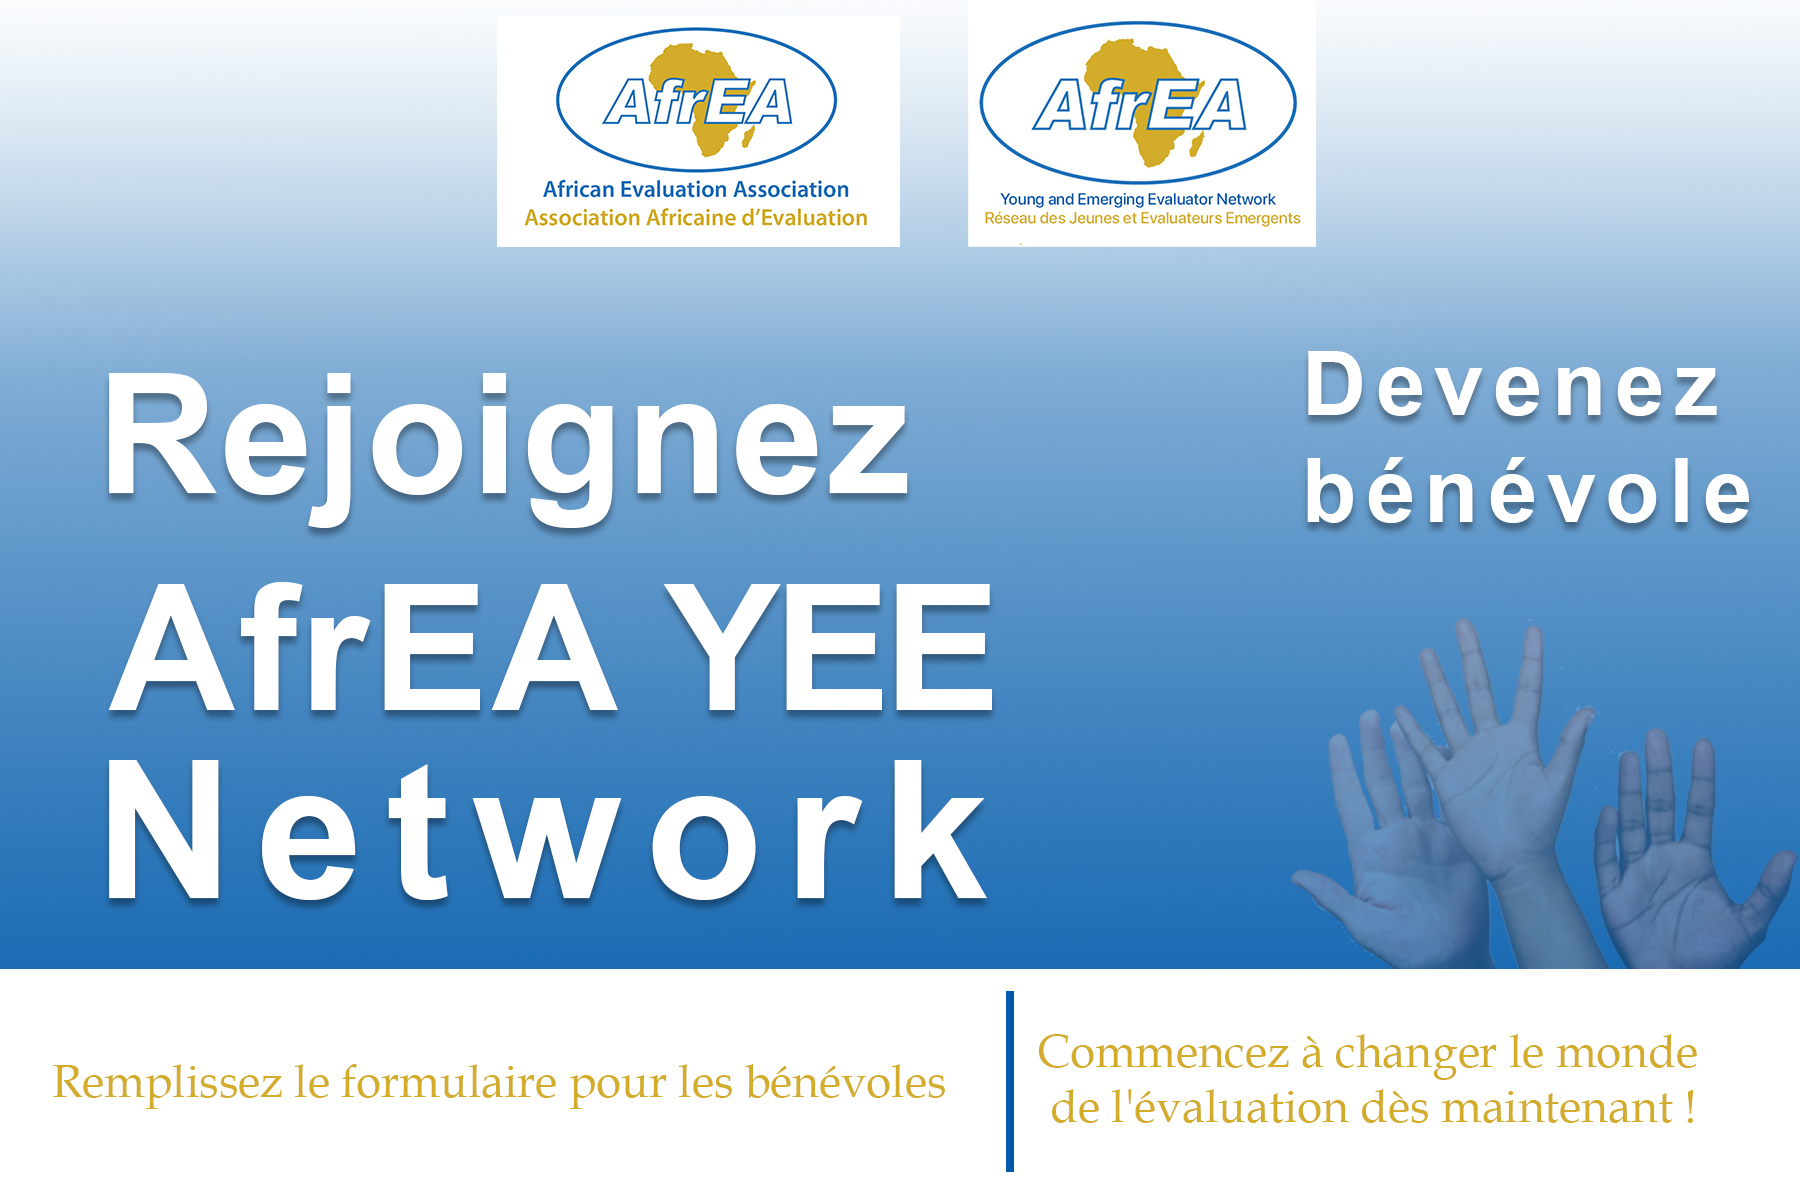 AfrEA
African Evaluation Association
Association Africaine d’Evaluation
AfrEA
Young and Emerging Evaluator Network
Réseau des Jeunes et Evaluateurs Emergents
Rejoignez
AfrEA YEE
Network
Devenez
bénévole
Remplissez le formulaire pour les bénévoles
Commencez à changer le monde
de l'évaluation dès maintenant !